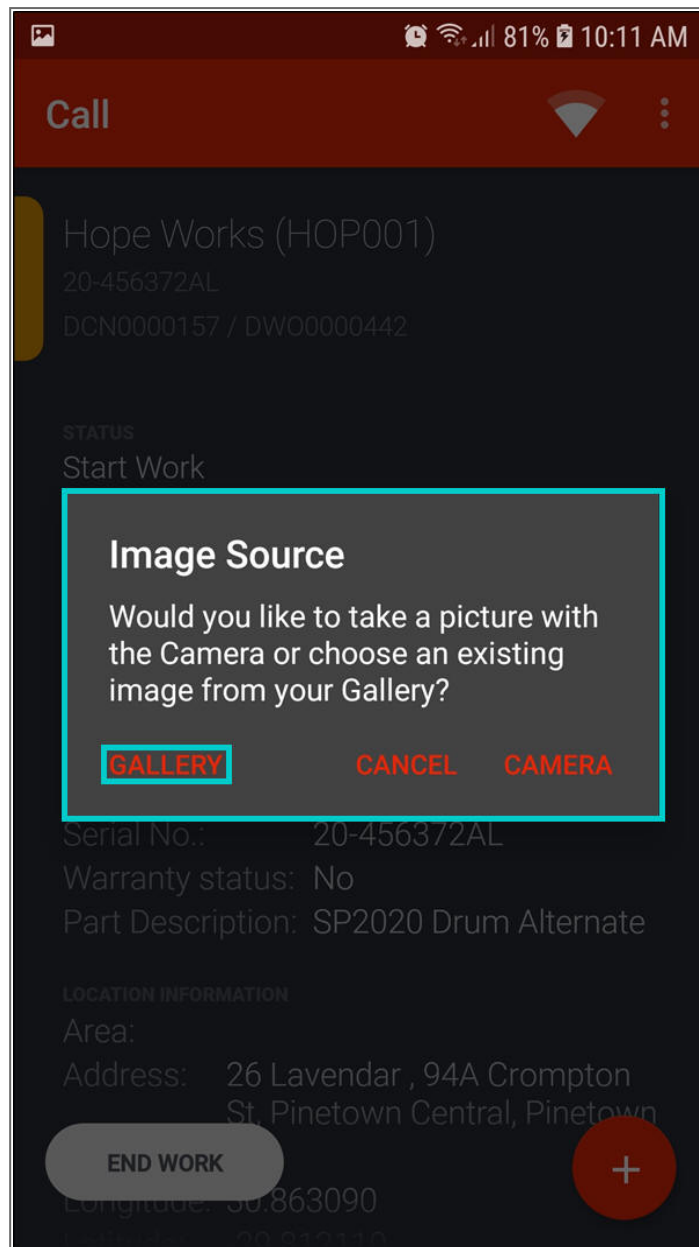 81% 10:11 AM
Call
Hope Works (HOP001)
20-456372AL
DCN0000157 / DWO0000442
STATUS
Start Work
Image Source
Would you like to take a picture with
the Camera or choose an existing
image from your Gallery?
GALLERY CANCEL CAMERA
Serial No.: 20-456372AL
Warranty status: No
Part Description: SP2020 Drum Alternate
LOCATION INFORMATION
Area:
Address: 26 Lavendar , 94A Crompton
St, Pinetown Central, Pinetown
END WORK +
Longitude: 30.863090